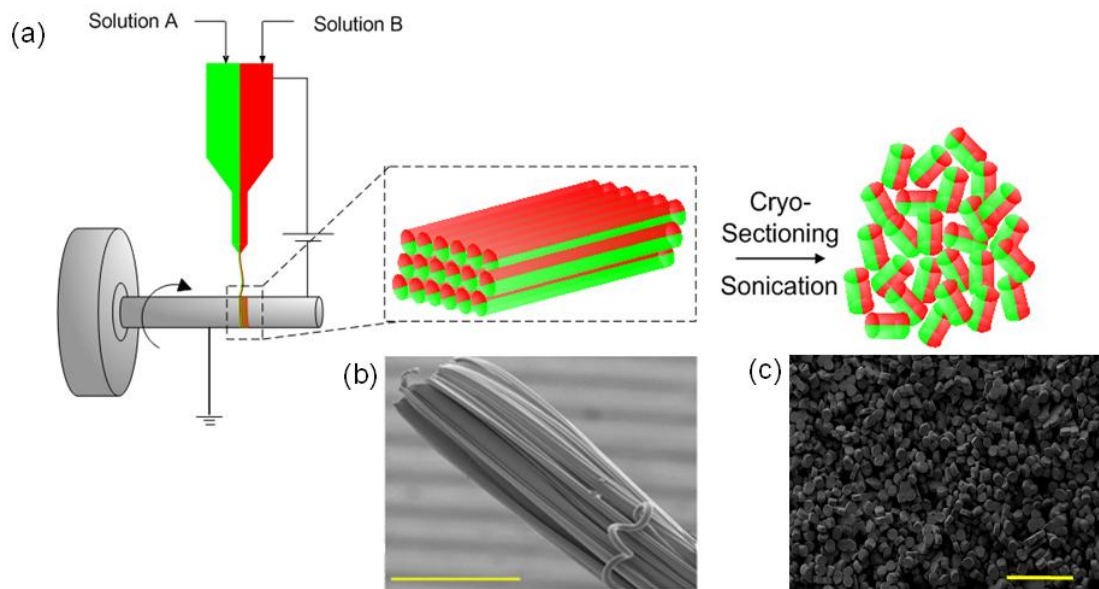 (a)
Solution A
Solution B
Cryo-
Sectioning
Sonication
(b)
(c)